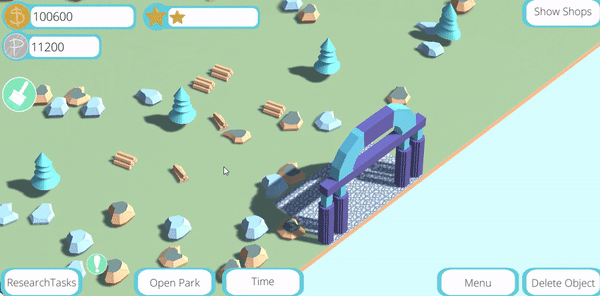 100600
Show Shops
11200
ResearchTasks
Open Park
Time
Menu
Delete Object